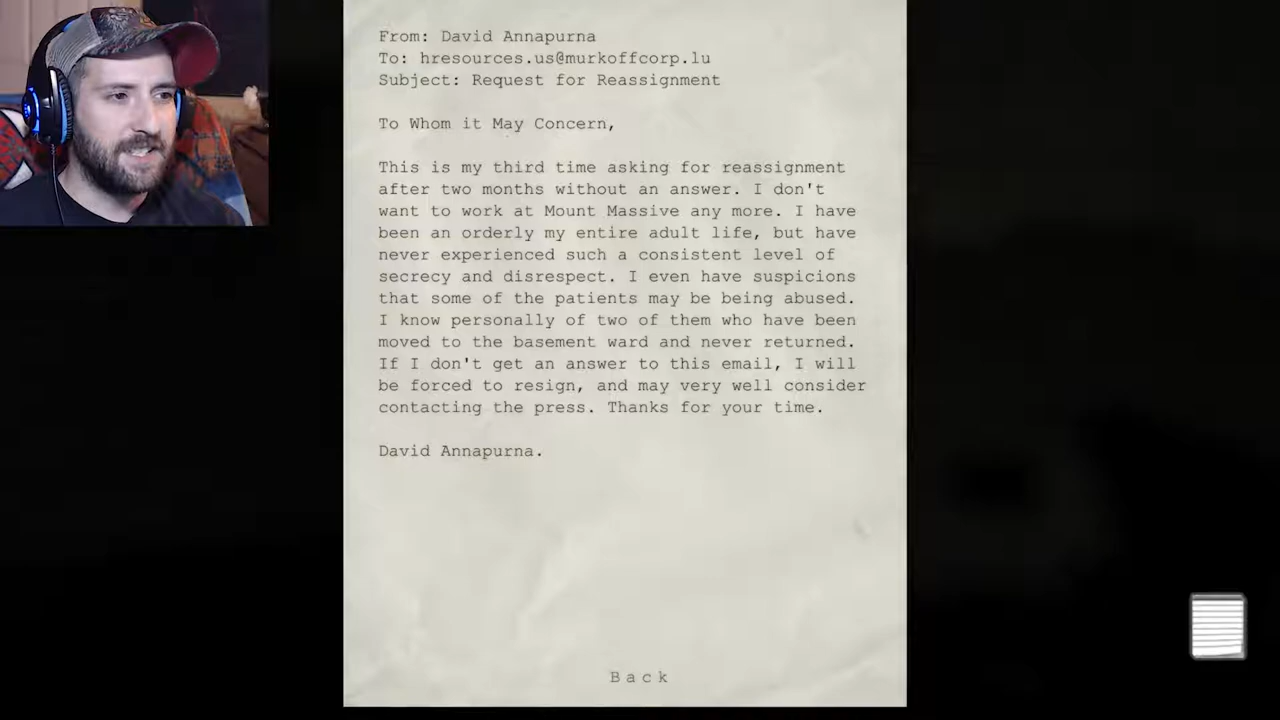 From: David Annapurna
To: hresources.us@murkoffcorp.lu
Subject: Request for Reassignment
To Whom it May Concern,
This is my third time asking for reassignment
after two months without an answer. I don't
want to work at Mount Massive any more. I have
been an orderly my entire adult life, but have
never experienced such a consistent level of
secrecy and disrespect. I even have suspicions
that some of the patients may be being abused.
I know personally of two of them who have been
moved to the basement ward and never returned.
If I don't get an answer to this email, I will
be forced to resign, and may very well consider
contacting the press. Thanks for your time.
David Annapurna.
Back